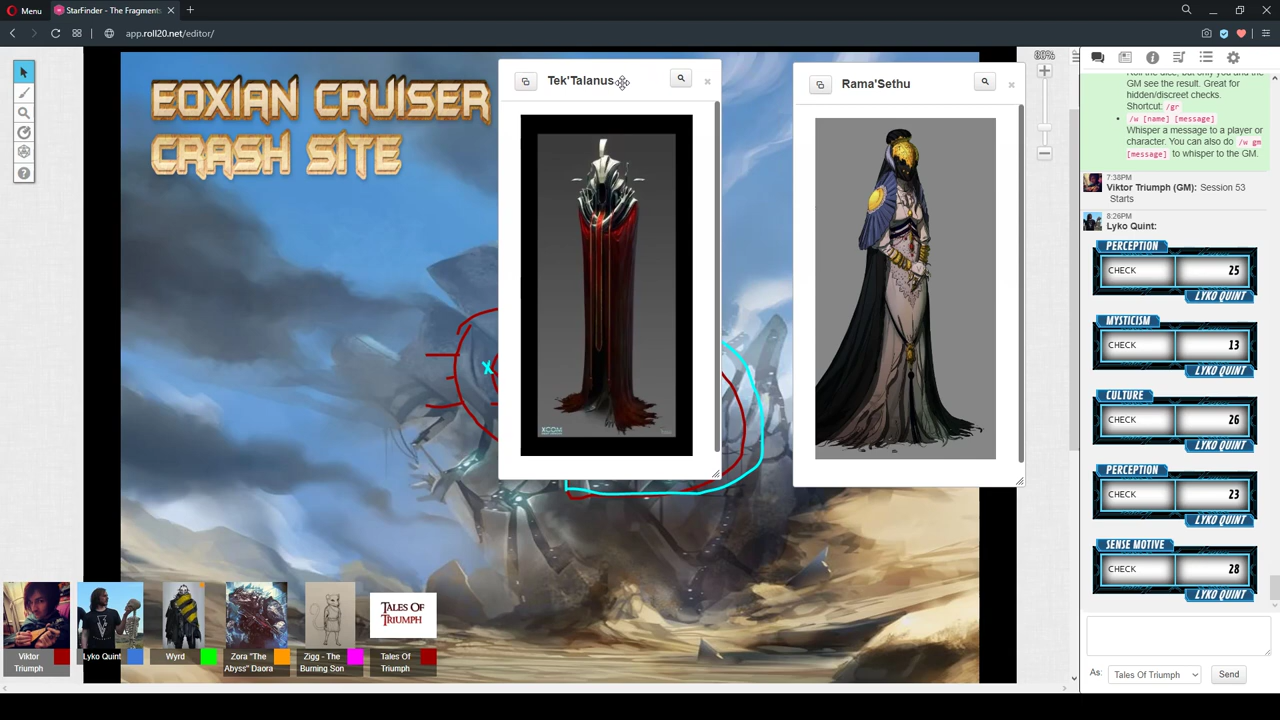 Menu
StarFinder - The Fragments
app.roll20.net/editor/
EOXIAN CRUISER
CRASH SITE
Tek'Talanus
XCOM
Rama'Sethu
X
80%
Roll the dice, but only you and the
GM see the result. Great for
hidden/discreet checks.
Shortcut: /gr
/w [name] [message]
Whisper a message to a player or
character. You can also do /w gm
[message] to whisper to the GM.
7:38PM
Viktor Triumph (GM): Session 53
Starts
8:26PM
Lyko Quint:
PERCEPTION
CHECK 25
LYKO QUINT
MYSTICISM
CHECK 13
LYKO QUINT
CULTURE
CHECK 26
LYKO QUINT
PERCEPTION
CHECK 23
LYKO QUINT
SENSE MOTIVE
CHECK 28
LYKO QUINT
TALES OF
TRIUMPH
Viktor
Triumph
Lyko Quint
Wyrd
Zora "The
Abyss" Daora
Zigg - The
Burning Son
Tales Of
Triumph
As: Tales Of Triumph Send